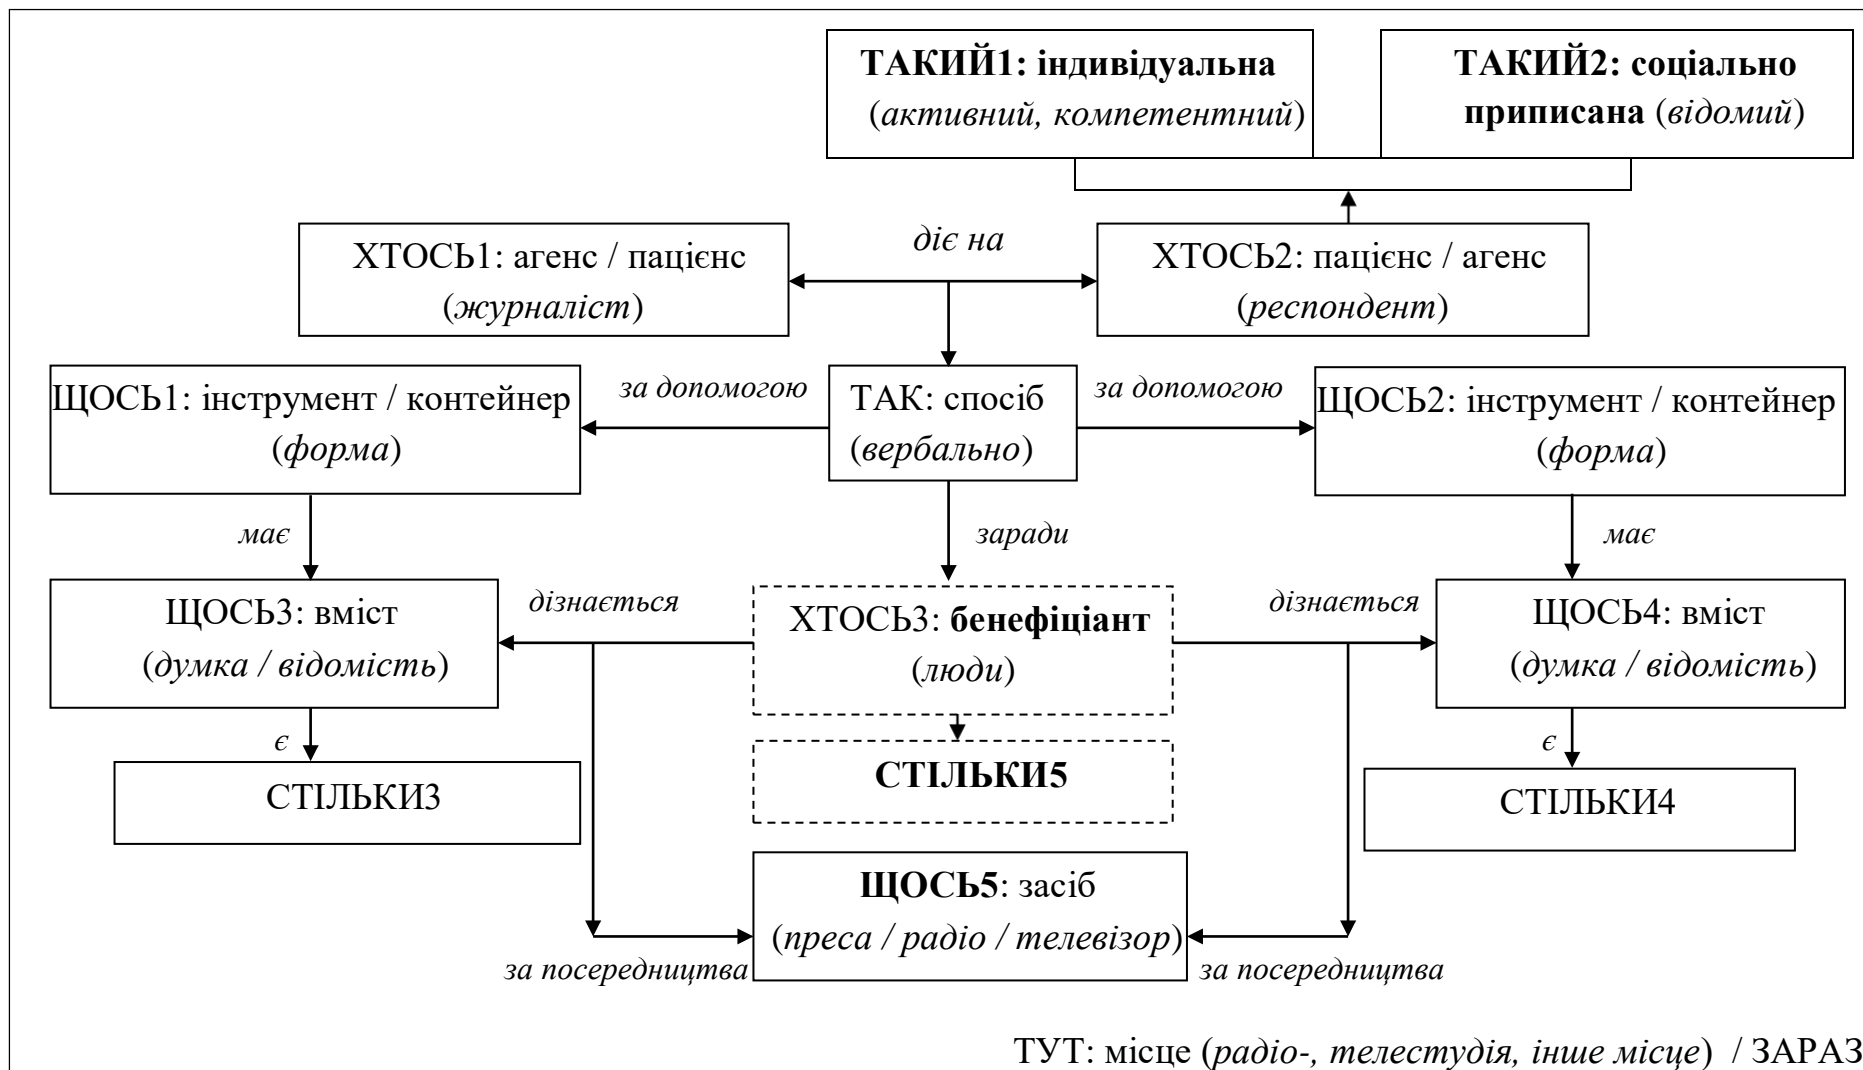 ТАКИЙ1: індивідуальна
(активний, компетентний)
ТАКИЙ2: соціально
приписана (відомий)
ХТОСЬ1: агенс / пацієнс
(журналіст)
діє на
ХТОСЬ2: пацієнс / агенс
(респондент)
ЩОСЬ1: інструмент / контейнер
(форма)
за допомогою
ТАК: спосіб
(вербально)
за допомогою
ЩОСЬ2: інструмент / контейнер
(форма)
має
заради
має
ЩОСЬ3: вміст
(думка / відомість)
дізнається
ХТОСЬ3: бенефіціант
(люди)
дізнається
ЩОСЬ4: вміст
(думка / відомість)
є
є
СТІЛЬКИ3
СТІЛЬКИ5
СТІЛЬКИ4
ЩОСЬ5: засіб
(преса / радіо / телевізор)
за посередництва
за посередництва
ТУТ: місце (радіо-, телестудія, інше місце) / ЗАРАЗ